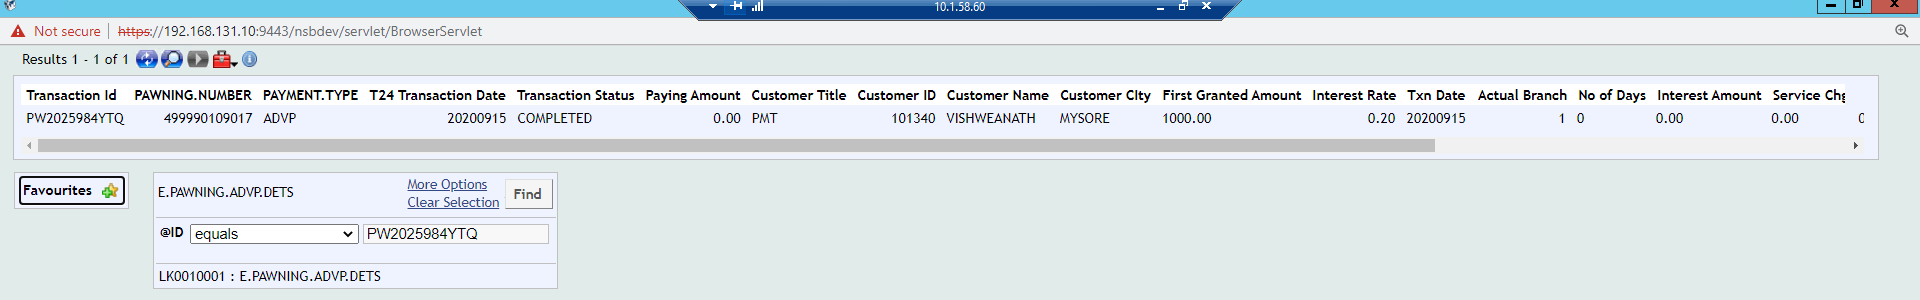 10.1.58.60
Not secure https://192.168.131.10:9443/nsbdev/servlet/BrowserServlet
Results 1 - 1 of 1
Transaction Id PAWNING.NUMBER PAYMENT.TYPE T24 Transaction Date Transaction Status Paying Amount Customer Title Customer ID Customer Name Customer CIty First Granted Amount Interest Rate Txn Date Actual Branch No of Days Interest Amount Service Chg
PW2025984YTQ 499990109017 ADVP 20200915 COMPLETED 0.00 PMT 101340 VISHWEANATH MYSORE 1000.00 0.20 20200915 1 0 0.00 0.00
Favourites
E.PAWNING.ADVP.DETS More Options Find
Clear Selection
@ID equals PW2025984YTQ
LK0010001 : E.PAWNING.ADVP.DETS